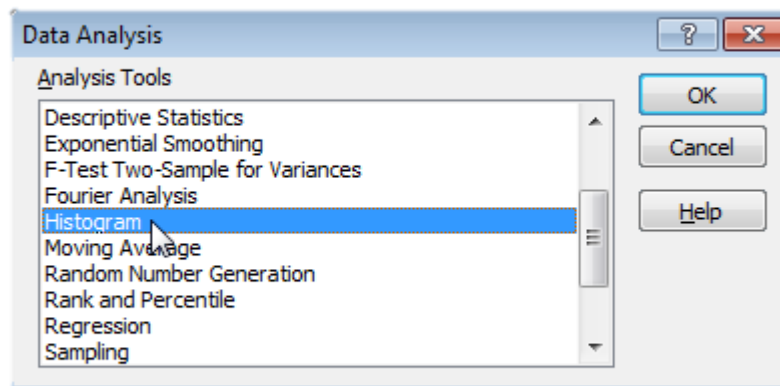 Data Analysis
Analysis Tools
Descriptive Statistics
Exponential Smoothing
F-Test Two-Sample for Variances
Fourier Analysis
Histogram
Moving Average
Random Number Generation
Rank and Percentile
Regression
Sampling
OK
Cancel
Help